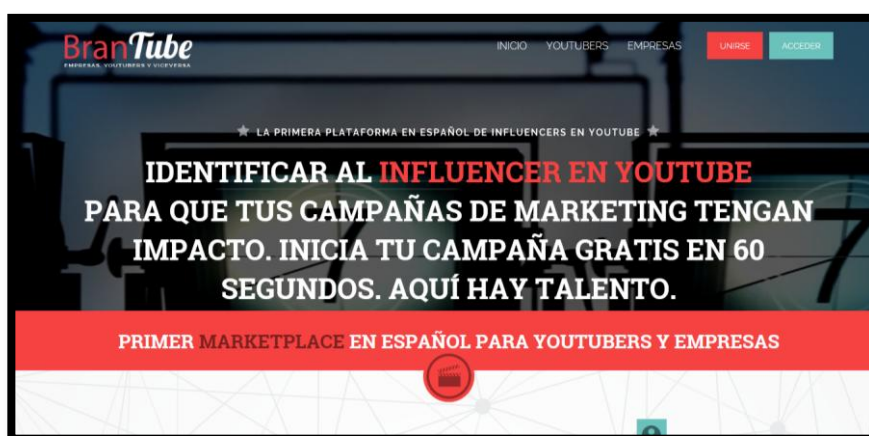 BranTube
EMPRESAS, YOUTUBERS Y VICEVERSA
INICIO YOUTUBERS EMPRESAS UNIRSE ACCEDER
LA PRIMERA PLATAFORMA EN ESPAÑOL DE INFLUENCERS EN YOUTUBE
IDENTIFICAR AL INFLUENCER EN YOUTUBE
PARA QUE TUS CAMPAÑAS DE MARKETING TENGAN
IMPACTO. INICIA TU CAMPAÑA GRATIS EN 60
SEGUNDOS. AQUÍ HAY TALENTO.
PRIMER MARKETPLACE EN ESPAÑOL PARA YOUTUBERS Y EMPRESAS